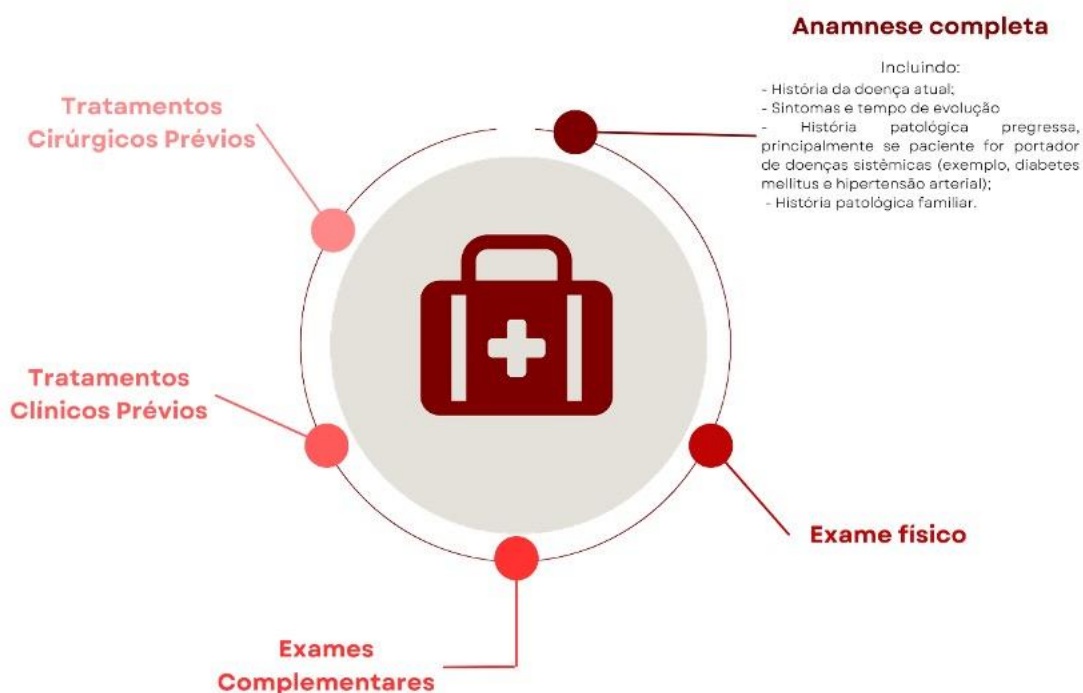 Anamnese completa
Incluindo:
- História da doença atual;
- Sintomas e tempo de evolução
- História patológica pregressa,
principalmente se paciente for portador
de doenças sistêmicas (exemplo, diabetes
mellitus e hipertensão arterial);
- História patológica familiar.
Exame físico
Exames
Complementares
Tratamentos
Clínicos Prévios
Tratamentos
Cirúrgicos Prévios